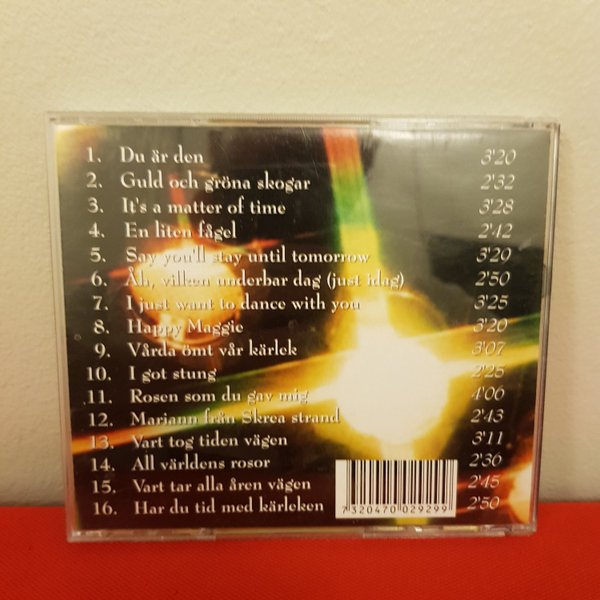 1. Du är den 3'20
2. Guld och gröna skogar 2'32
3. It's a matter of time 3'28
4. En liten fågel 2'42
5. Say you'll stay until tomorrow 3'29
6. Åh, vilken underbar dag (just idag) 2'50
7. I just want to dance with you 3'25
8. Happy Maggie 3'20
9. Vårda ömt vår kärlek 3'07
10. I got stung 2'25
11. Rosen som du gav mig 4'06
12. Mariann från Skrea strand 2'43
13. Vart tog tiden vägen 3'11
14. All världens rosor 2'36
15. Vart tar alla åren vägen 2'45
16. Har du tid med kärleken 2'50
7320470 029299